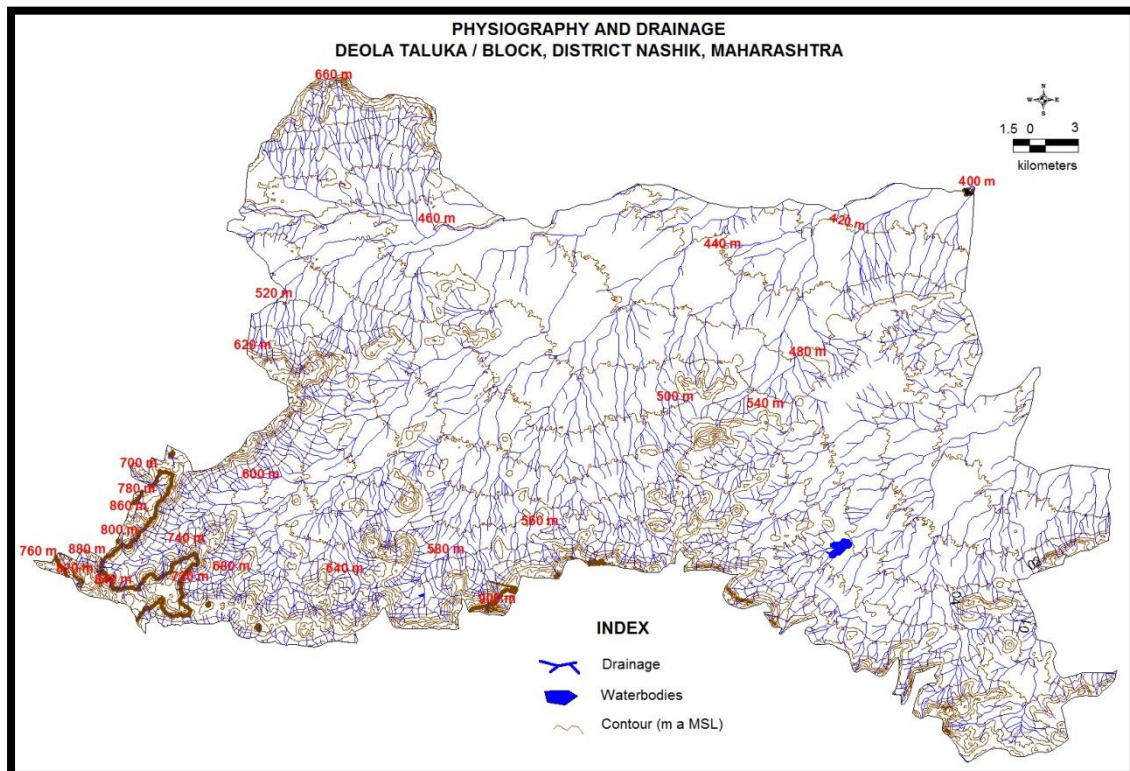 PHYSIOGRAPHY AND DRAINAGE
DEOLA TALUKA / BLOCK, DISTRICT NASHIK, MAHARASHTRA
660 m
N
W E
S
1.5 0 3
kilometers
400 m
460 m
420 m
440 m
520 m
620 m
480 m
500 m
540 m
700 m
600 m
780 m
860 m
560 m
800 m
740 m
760 m
880 m
580 m
820 m
680 m
640 m
INDEX
Drainage
Waterbodies
Contour (m a MSL)